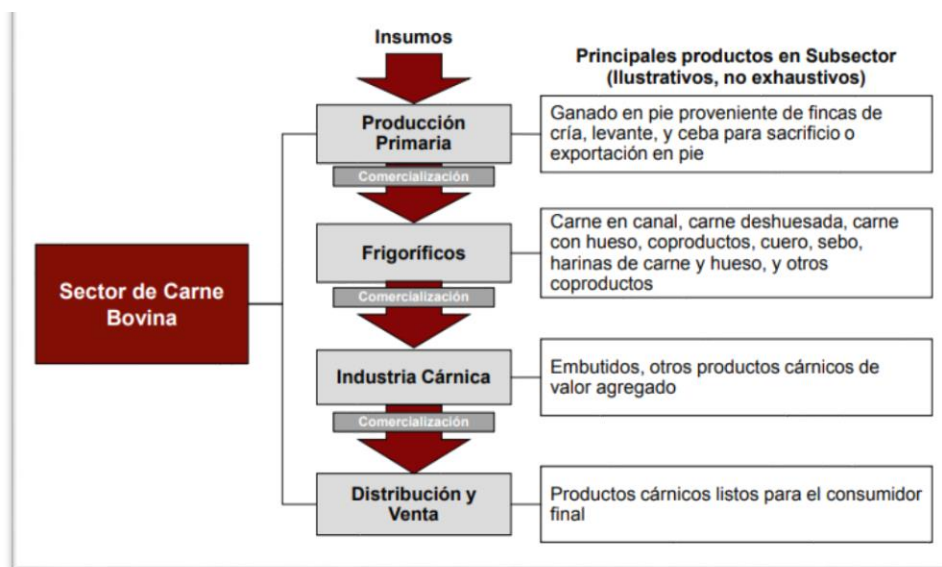 Insumos
Principales productos en Subsector
(Ilustrativos, no exhaustivos)
Producción
Primaria
Ganado en pie proveniente de fincas de
cría, levante, y ceba para sacrificio o
exportación en pie
Comercialización
Frigoríficos
Carne en canal, carne deshuesada, carne
con hueso, coproductos, cuero, sebo,
harinas de carne y hueso, y otros
coproductos
Sector de Carne
Bovina
Comercialización
Industria Cárnica
Embutidos, otros productos cárnicos de
valor agregado
Comercialización
Distribución y
Venta
Productos cárnicos listos para el consumidor
final